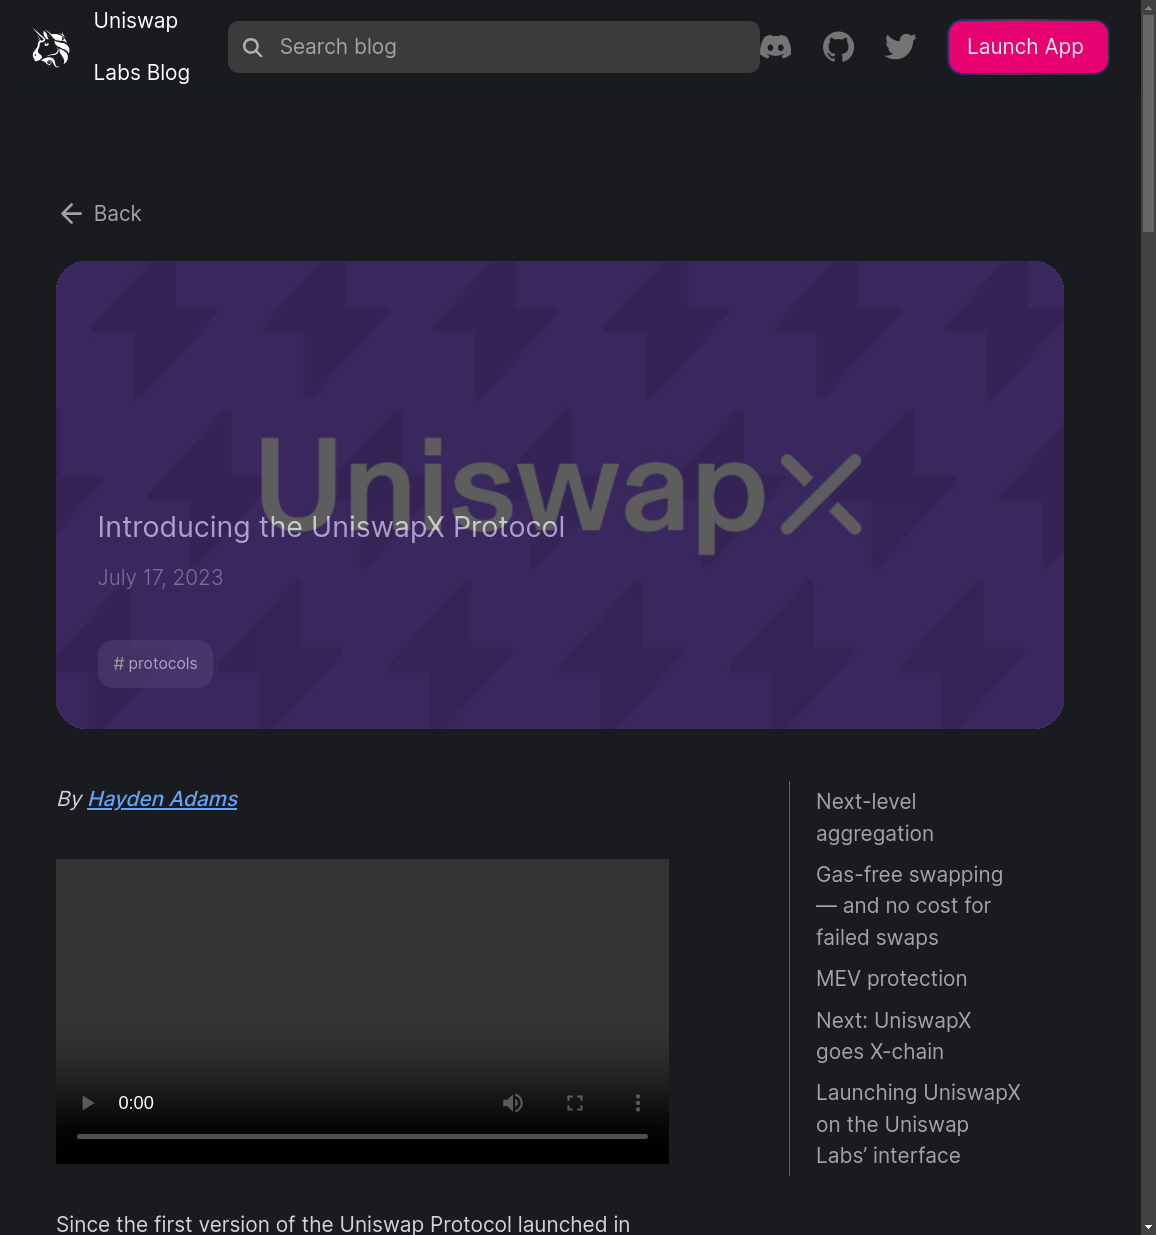 Uniswap
Labs Blog
Search blog
Launch App
Back
Uniswap X
Introducing the UniswapX Protocol
July 17, 2023
# protocols
By Hayden Adams
0:00
Next-level
aggregation
Gas-free swapping
— and no cost for
failed swaps
MEV protection
Next: UniswapX
goes X-chain
Launching UniswapX
on the Uniswap
Labs’ interface
Since the first version of the Uniswap Protocol launched in